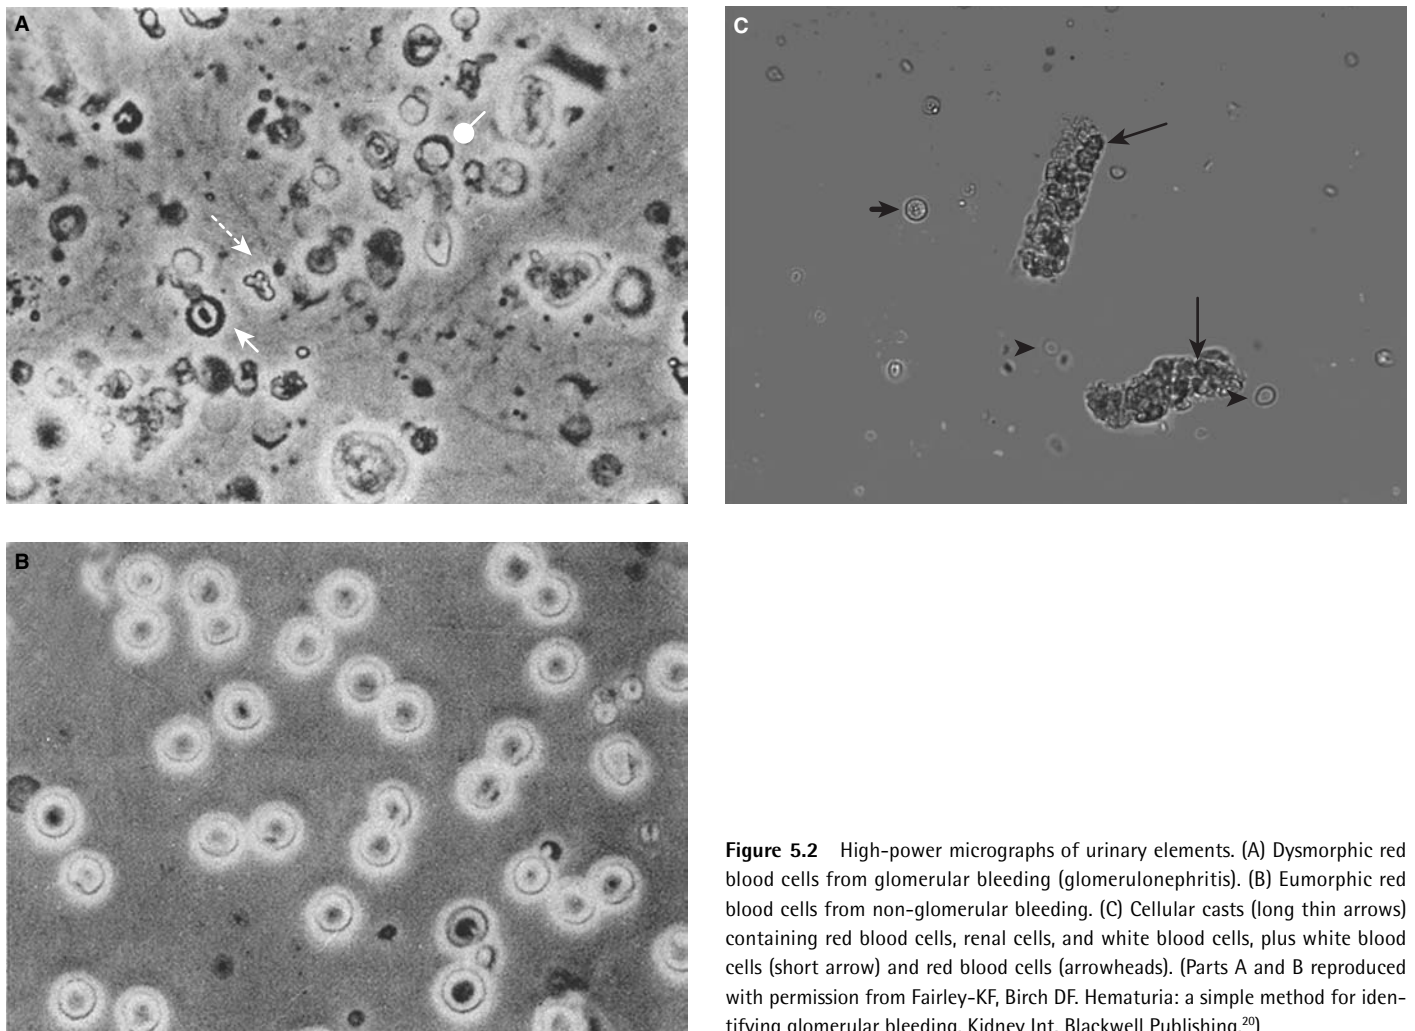 A
C
B
Figure 5.2 High-power micrographs of urinary elements. (A) Dysmorphic red
blood cells from glomerular bleeding (glomerulonephritis). (B) Eumorphic red
blood cells from non-glomerular bleeding. (C) Cellular casts (long thin arrows)
containing red blood cells, renal cells, and white blood cells, plus white blood
cells (short arrow) and red blood cells (arrowheads). (Parts A and B reproduced
with permission from Fairley-KF, Birch DF. Hematuria: a simple method for iden-
tifying glomerular bleeding. Kidney Int. Blackwell Publishing.20)